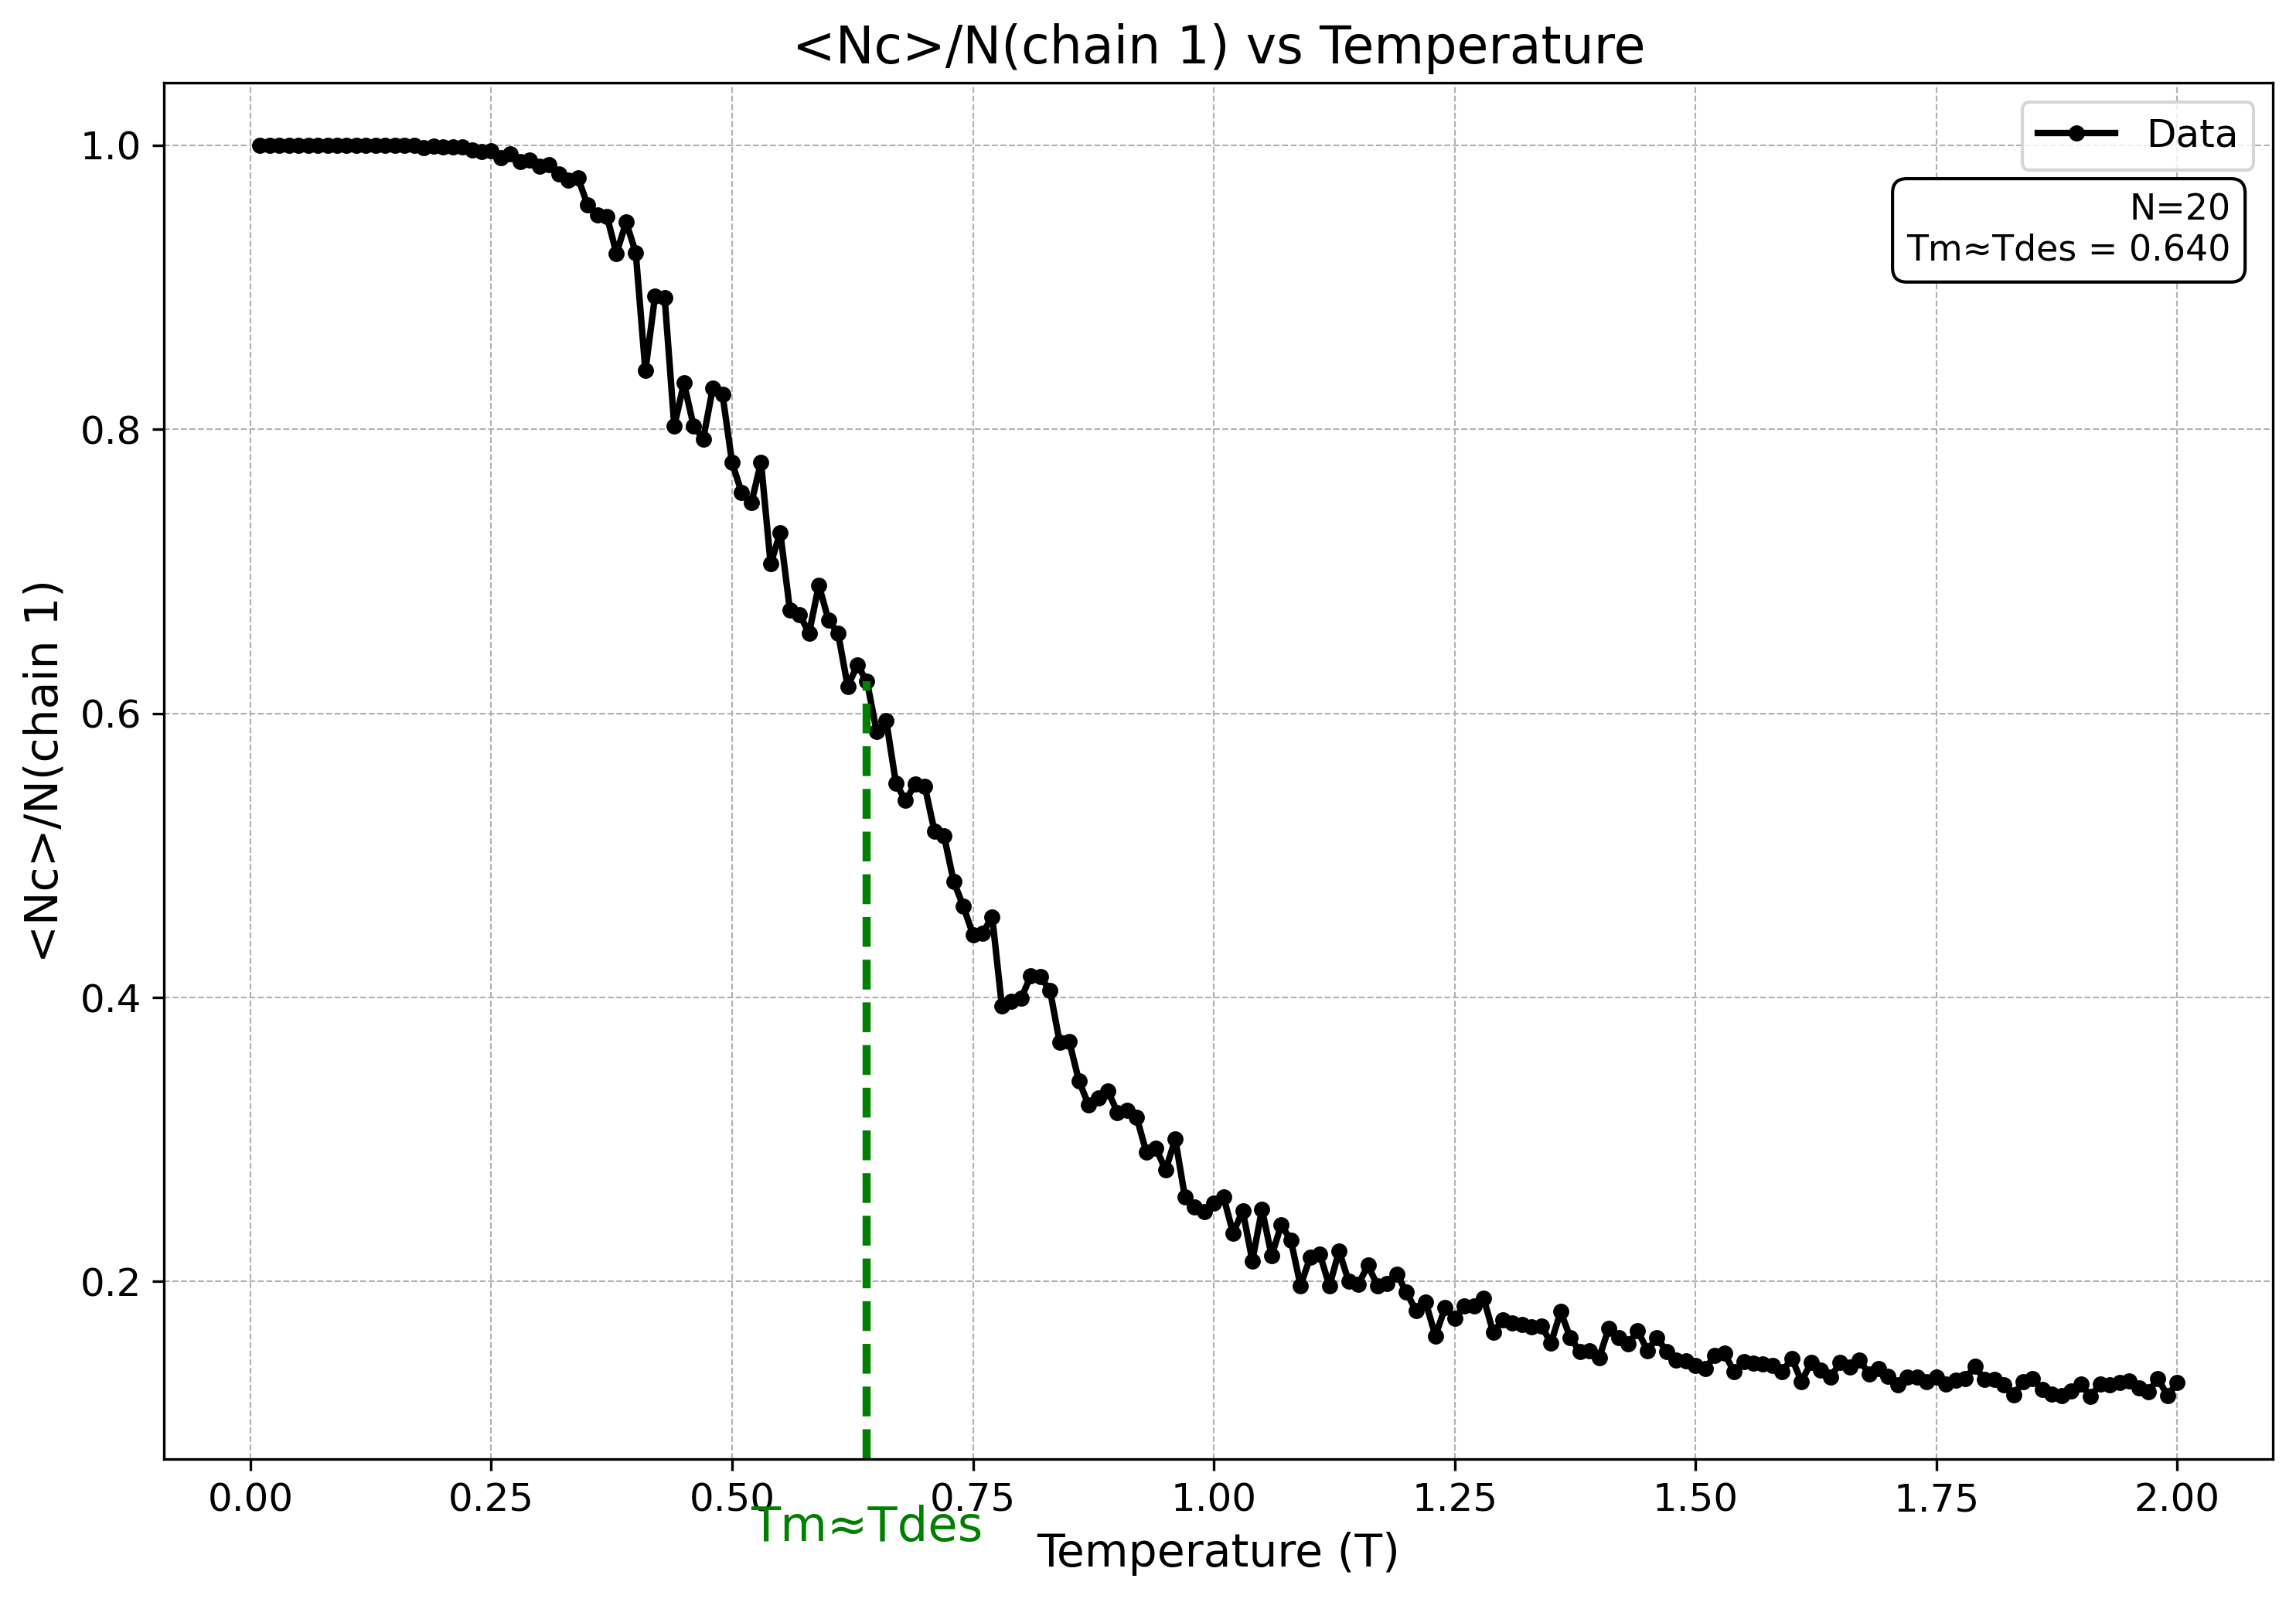 <Nc>/N(chain 1) vs Temperature
Data
N=20
Tm≈Tdes = 0.640
<Nc>/N(chain 1)
1.0
0.8
0.6
0.4
0.2
0.00 0.25 0.50 0.75 1.00 1.25 1.50 1.75 2.00
Tm≈Tdes
Temperature (T)